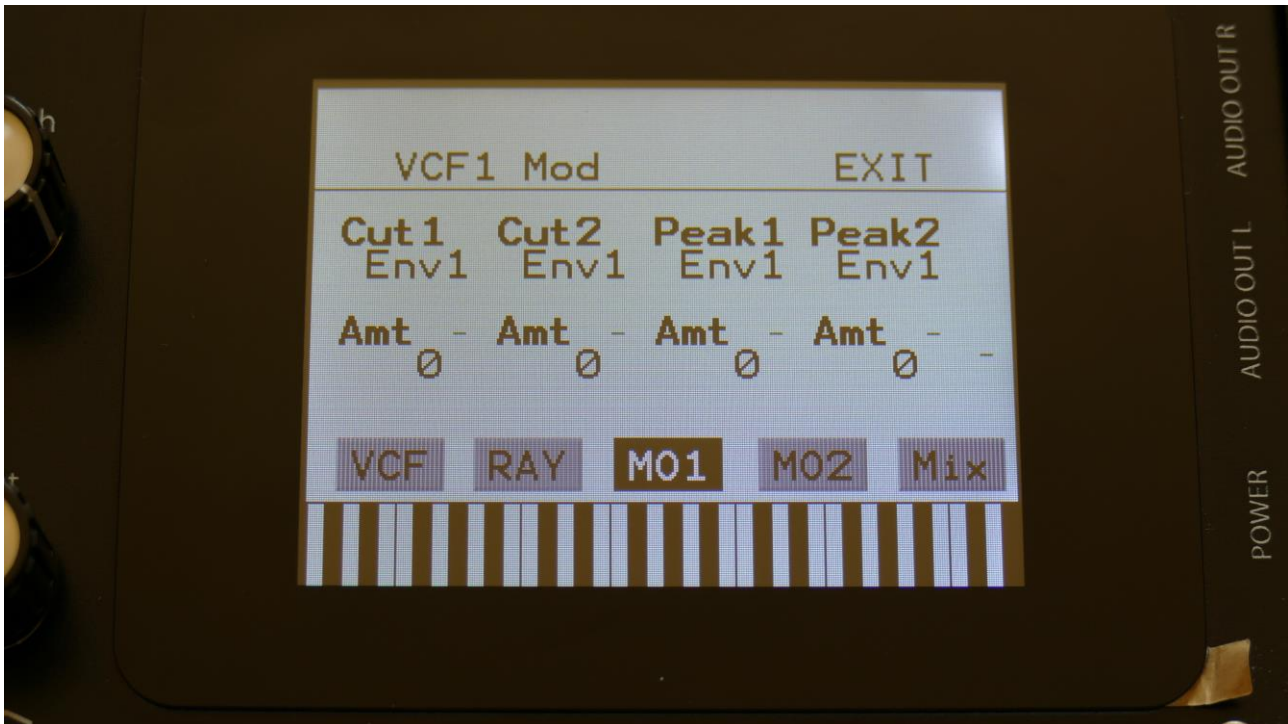 VCF1 Mod EXIT
Cut1 Cut2 Peak1 Peak2
Env1 Env1 Env1 Env1
Amt - Amt - Amt - Amt - -
0 0 0 0
VCF RAY MO1 MO2 Mix
AUDIO OUT R
AUDIO OUT L
POWER
h
t